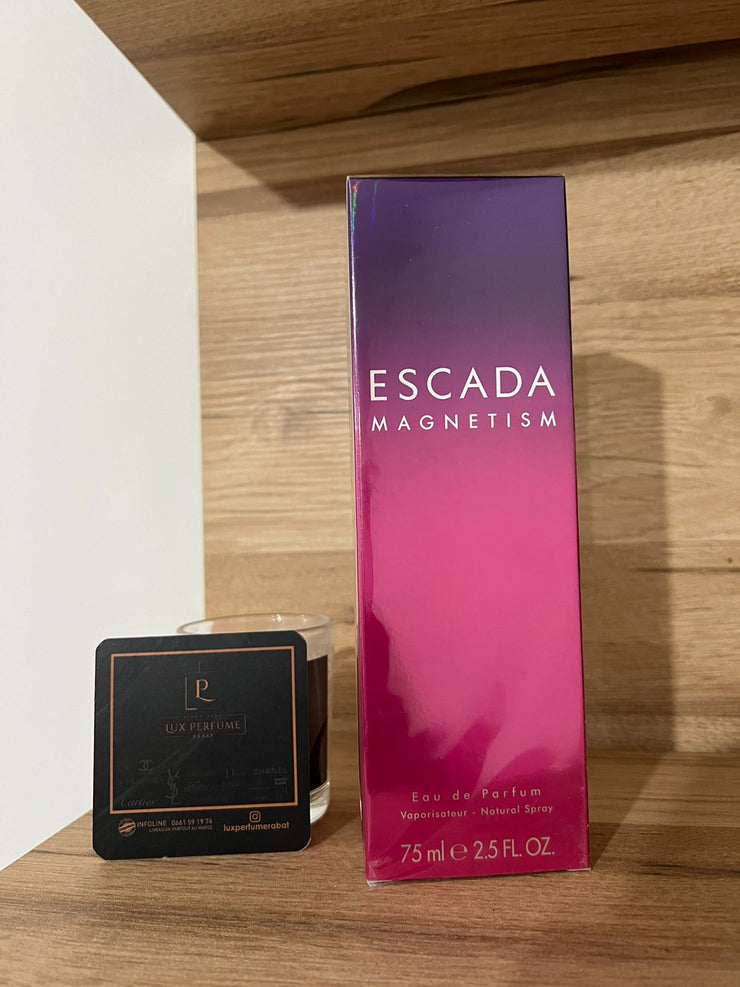 ESCADA
MAGNETISM
Eau de Parfum
Vaporisateur - Natural Spray
75 ml e 2.5 FL. OZ.
LP
LUX PERFUME
RABAT
YSL
Dior
CHANEL
Cartier
INFOLINE 0661 59 19 74
LIVRAISON PARTOUT AU MAROC
luxperfumerabat